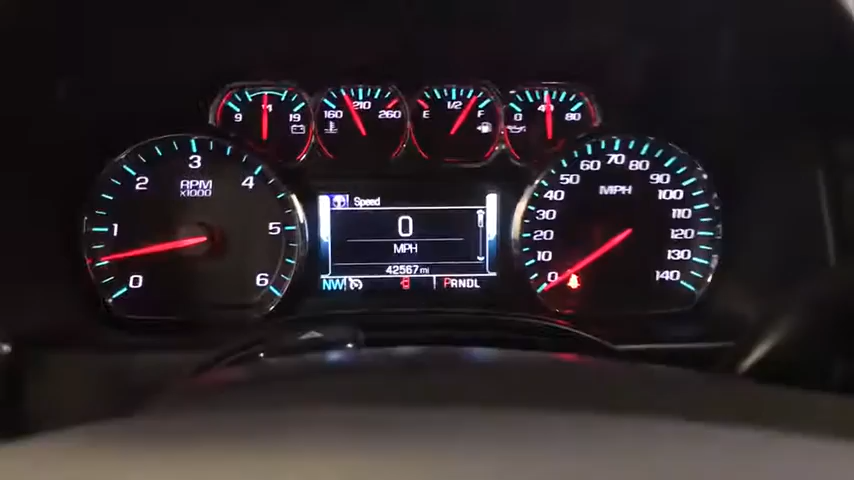 9 14 19
160 210 260
E 1/2 F
0 40 80
0 1 2 3 4 5 6
RPM
x1000
Speed
0
MPH
42567 mi
NW
PRNDL
0 10 20 30 40 50 60 70 80 90 100 110 120 130 140
MPH